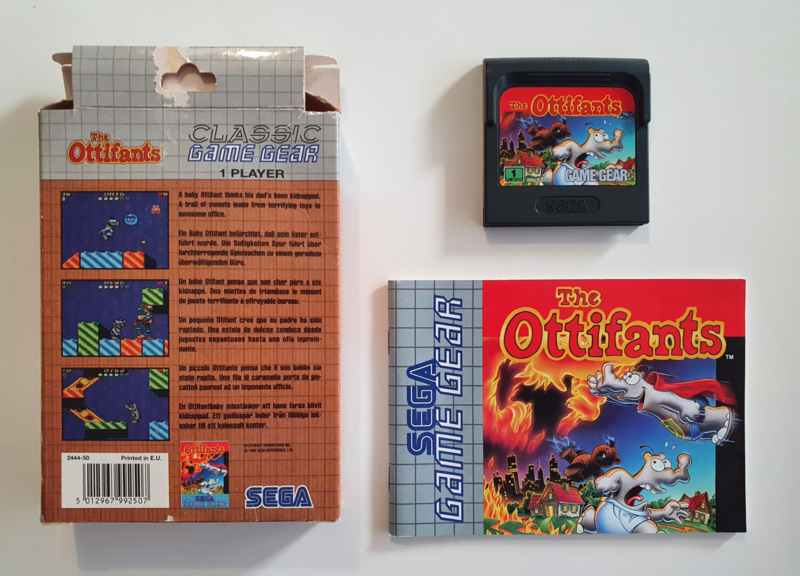 The
Ottifants
CLASSIC
GAME GEAR
1 PLAYER
A baby Ottifant thinks his dad's been kidnapped.
A trail of sweets leads from terrifying toys to
awesome office.
Ein Baby Ottifant befürchtet, daß sein Vater ent-
führt wurde. Die Süßigkeiten Spur führt über
furchterregende Spielsachen zu einem geradezu
überwältigenden Büro.
Un bébé Ottifant pense que son cher père a été
kidnappé. Des miettes de friandises le mènent
de jouets terrifiants à effroyable bureau.
Un pequeño Ottifant cree que su padre ha sido
raptado. Una estela de dulces conduce desde
juguetes espantosos hasta una ofia impresio-
nante.
Un piccolo Ottifante pensa che il suo babbo sia
stato rapito. Una fila di caramelle porta da gio-
cattoli paurosi ad un imponente ufficio.
En Ottifantbaby misstänker att hans farsa blivit
kidnappad. Ett godisspår leder från läbbiga lek-
saker till ett kolossalt kontor.
2444-50
Printed in E.U.
5 012967 992507
Ottifants
SEGA
The Ottifants
1
GAME GEAR
SEGA
SEGA
GAME GEAR
The
Ottifants
TM